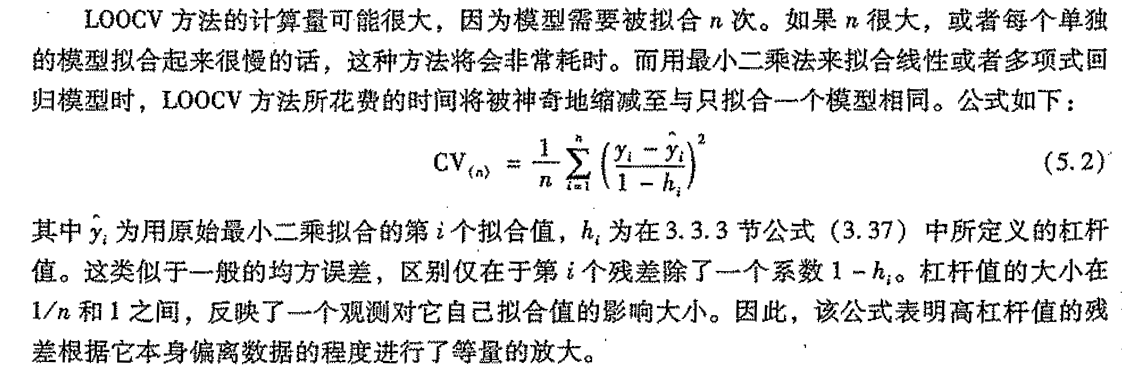 LOOCV 方法的计算量可能很大，因为模型需要被拟合 n 次。如果 n 很大，或者每个单独
的模型拟合起来很慢的话，这种方法将会非常耗时。而用最小二乘法来拟合线性或者多项式回
归模型时，LOOCV 方法所花费的时间将被神奇地缩减至与只拟合一个模型相同。公式如下：
CV₍ₙ₎ = \frac{1}{n} \sum_{i=1}^{n} \left( \frac{y_i - \hat{y}_i}{1 - h_i} \right)^2 (5.2)
其中 ŷᵢ 为用原始最小二乘拟合的第 i 个拟合值，hᵢ 为在 3.3.3 节公式（3.37）中所定义的杠杆
值。这类似于一般的均方误差，区别仅在于第 i 个残差除了一个系数 1 - hᵢ。杠杆值的大小在
1/n 和 1 之间，反映了一个观测对它自己拟合值的影响大小。因此，该公式表明高杠杆值的残
差根据它本身偏离数据的程度进行了等量的放大。